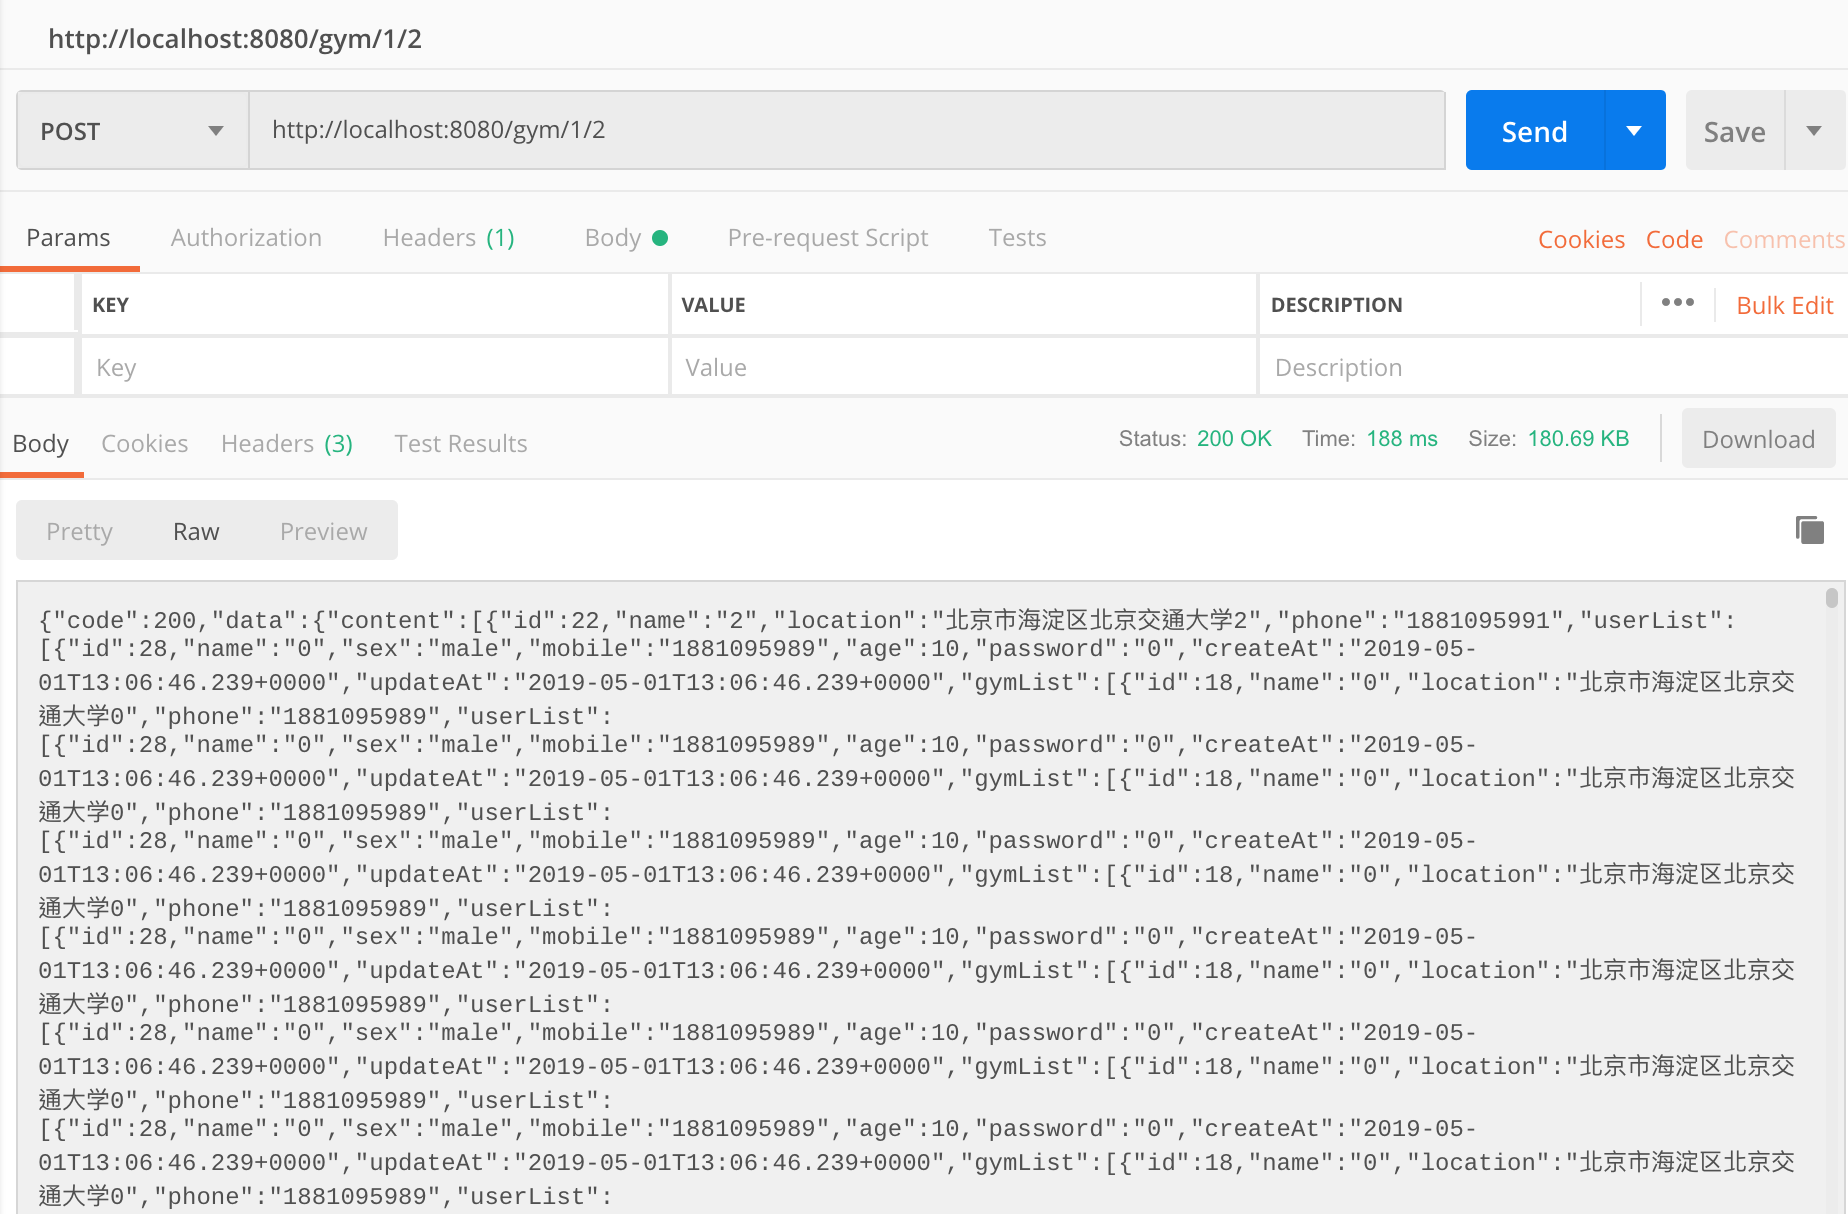 http://localhost:8080/gym/1/2
POST http://localhost:8080/gym/1/2 Send Save
Params Authorization Headers (1) Body Pre-request Script Tests Cookies Code Comments
KEY VALUE DESCRIPTION ••• Bulk Edit
Key Value Description
Body Cookies Headers (3) Test Results Status: 200 OK Time: 188 ms Size: 180.69 KB Download
Pretty Raw Preview
{"code":200,"data":{"content":[{"id":22,"name":"2","location":"北京市海淀区北京交通大学2","phone":"1881095991","userList":
[{"id":28,"name":"0","sex":"male","mobile":"1881095989","age":10,"password":"0","createAt":"2019-05-
01T13:06:46.239+0000","updateAt":"2019-05-01T13:06:46.239+0000","gymList":[{"id":18,"name":"0","location":"北京市海淀区北京交
通大学0","phone":"1881095989","userList":
[{"id":28,"name":"0","sex":"male","mobile":"1881095989","age":10,"password":"0","createAt":"2019-05-
01T13:06:46.239+0000","updateAt":"2019-05-01T13:06:46.239+0000","gymList":[{"id":18,"name":"0","location":"北京市海淀区北京交
通大学0","phone":"1881095989","userList":
[{"id":28,"name":"0","sex":"male","mobile":"1881095989","age":10,"password":"0","createAt":"2019-05-
01T13:06:46.239+0000","updateAt":"2019-05-01T13:06:46.239+0000","gymList":[{"id":18,"name":"0","location":"北京市海淀区北京交
通大学0","phone":"1881095989","userList":
[{"id":28,"name":"0","sex":"male","mobile":"1881095989","age":10,"password":"0","createAt":"2019-05-
01T13:06:46.239+0000","updateAt":"2019-05-01T13:06:46.239+0000","gymList":[{"id":18,"name":"0","location":"北京市海淀区北京交
通大学0","phone":"1881095989","userList":
[{"id":28,"name":"0","sex":"male","mobile":"1881095989","age":10,"password":"0","createAt":"2019-05-
01T13:06:46.239+0000","updateAt":"2019-05-01T13:06:46.239+0000","gymList":[{"id":18,"name":"0","location":"北京市海淀区北京交
通大学0","phone":"1881095989","userList":
[{"id":28,"name":"0","sex":"male","mobile":"1881095989","age":10,"password":"0","createAt":"2019-05-
01T13:06:46.239+0000","updateAt":"2019-05-01T13:06:46.239+0000","gymList":[{"id":18,"name":"0","location":"北京市海淀区北京交
通大学0","phone":"1881095989","userList":